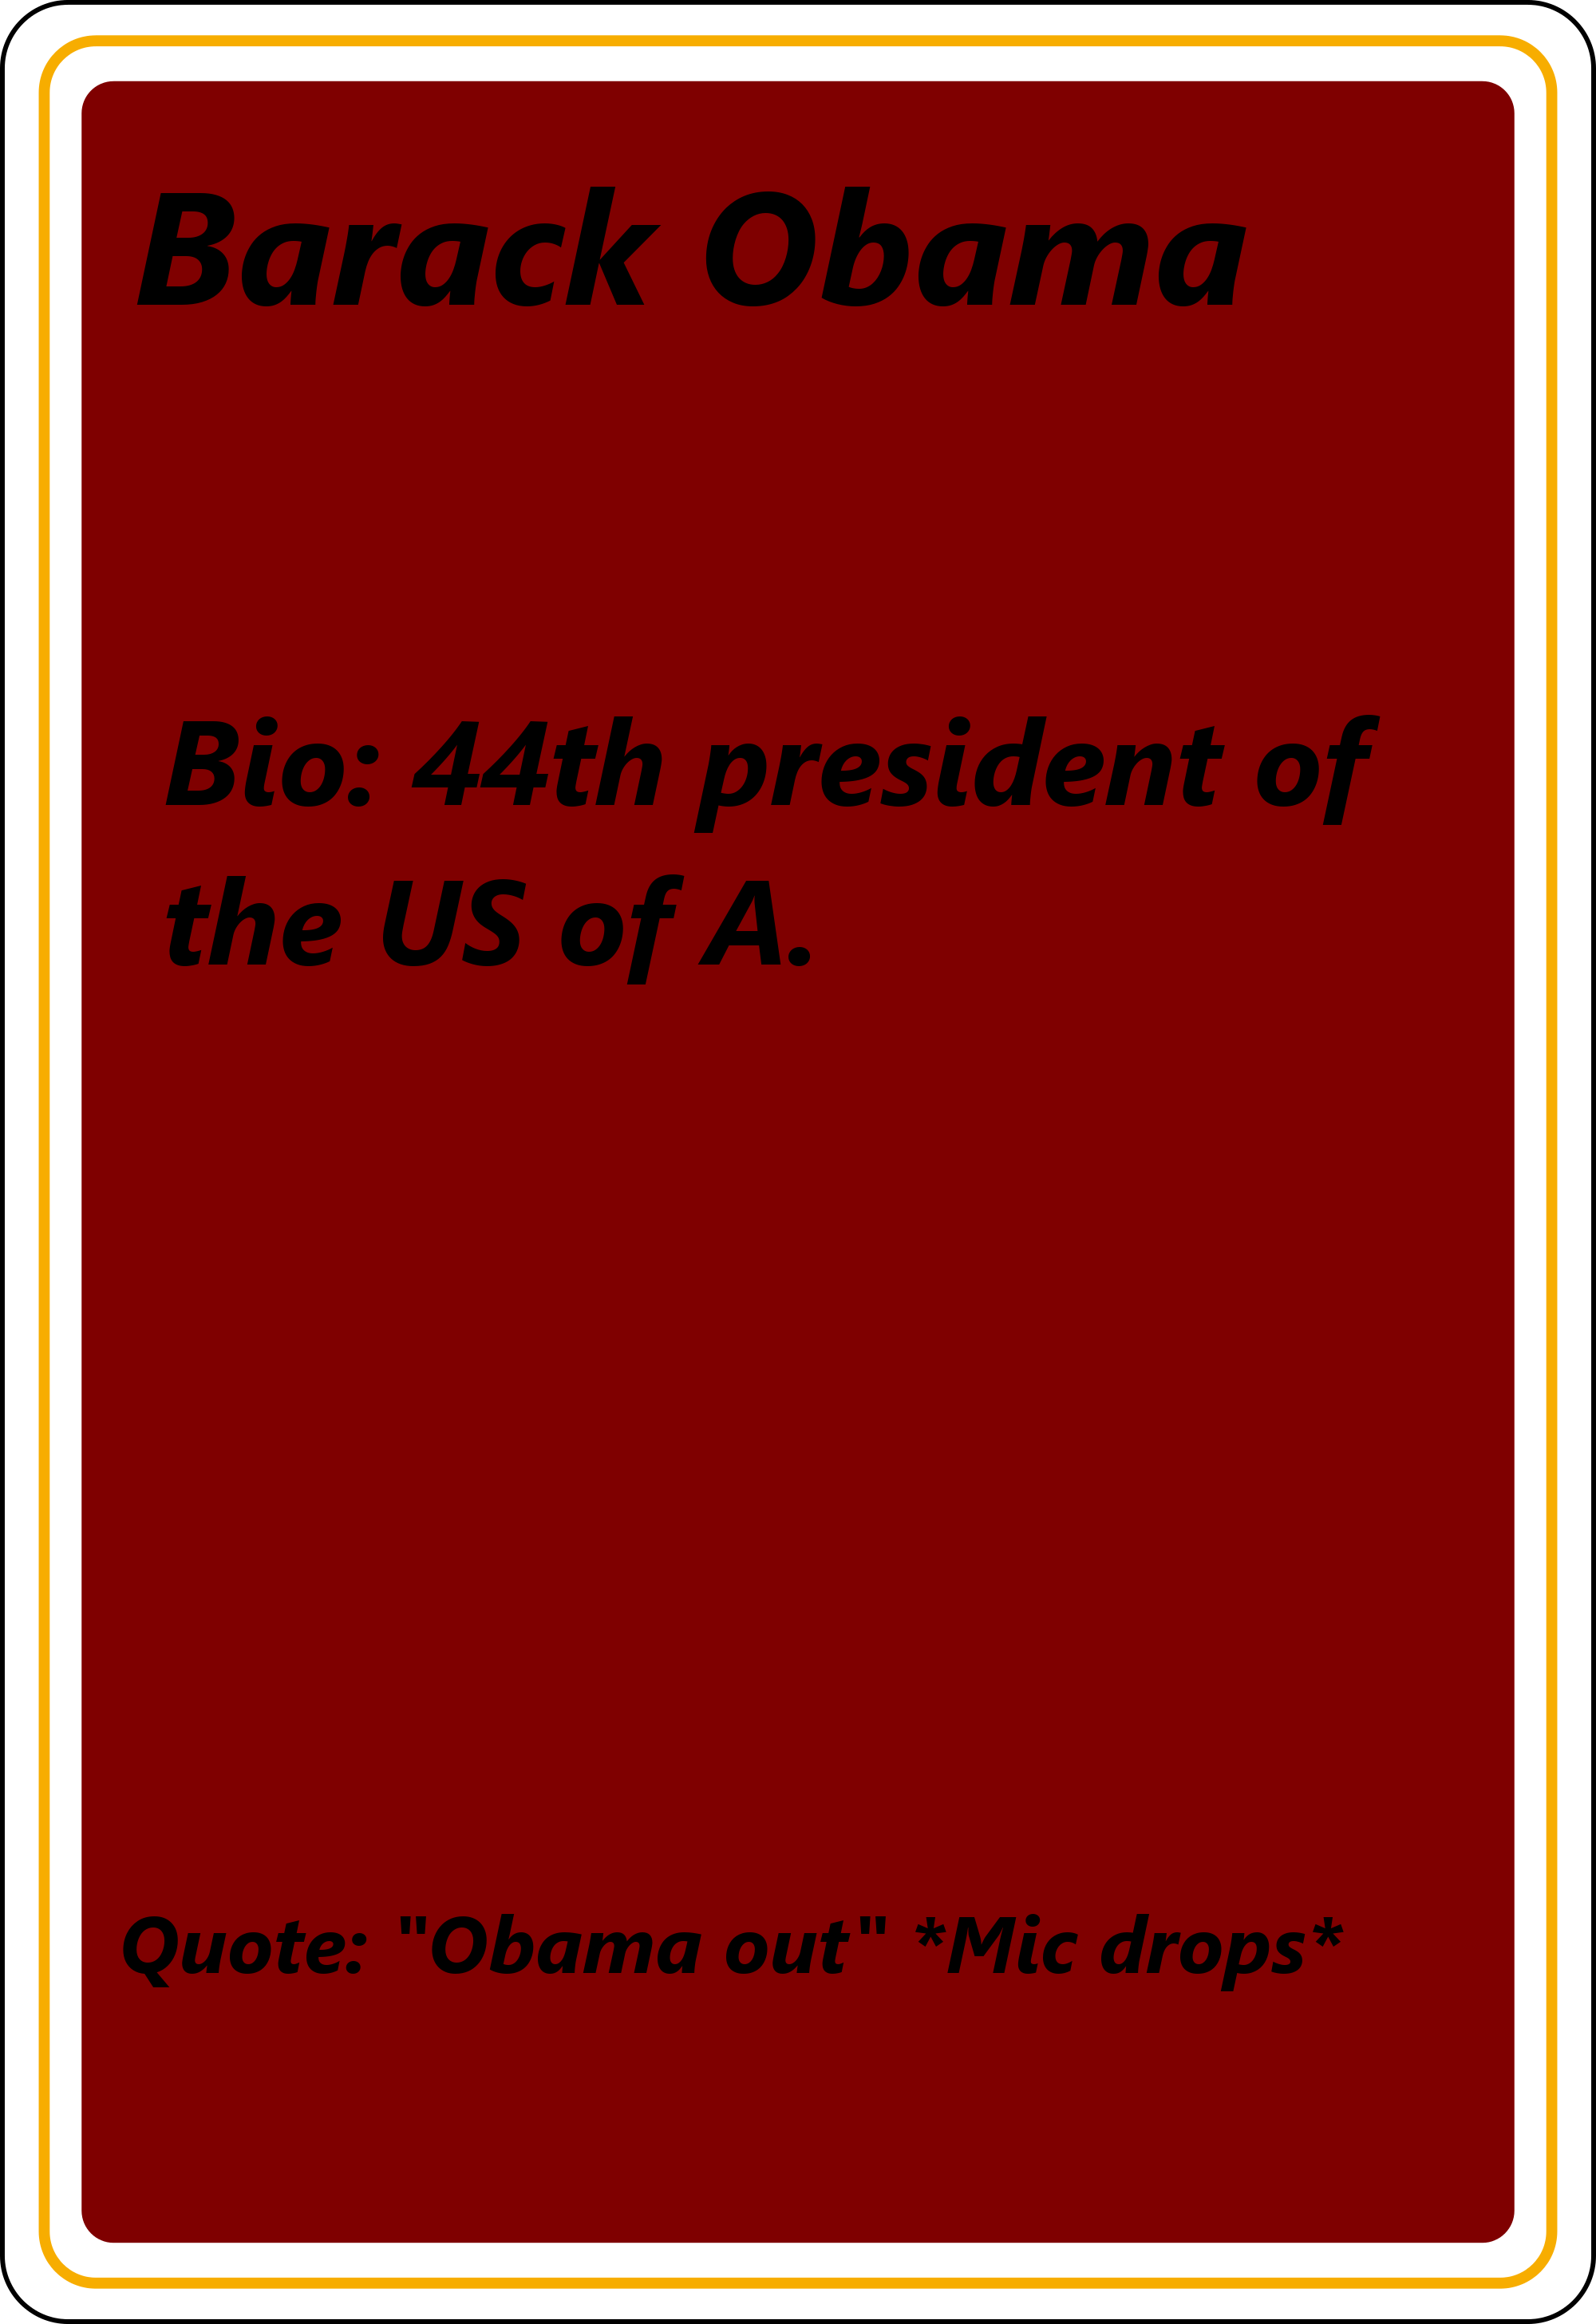 Barack Obama
Bio: 44th president of
the US of A.
Quote: "Obama out" *Mic drops*